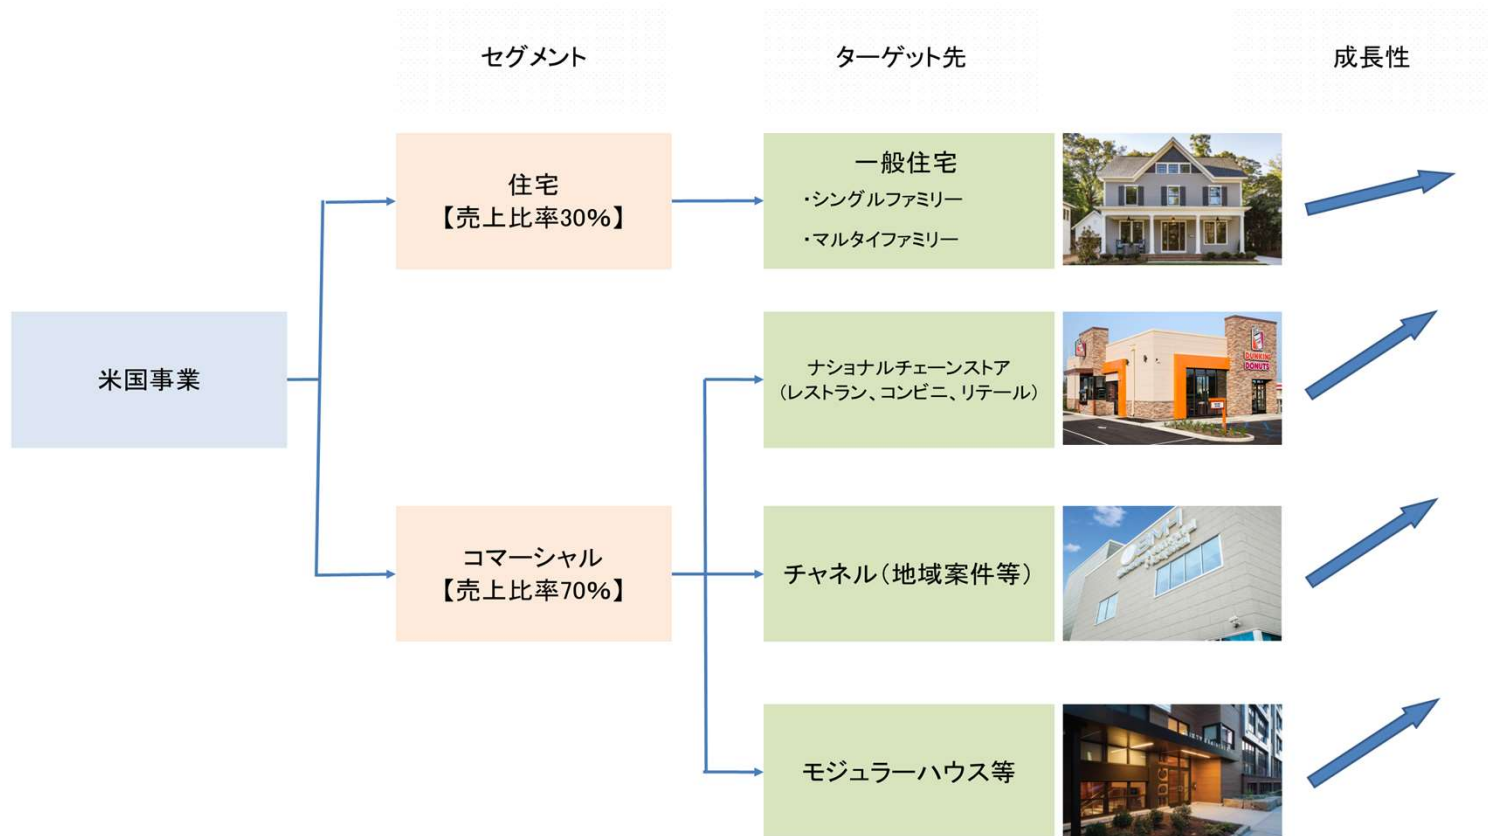 セグメント
ターゲット先
成長性
住宅
【売上比率30%】
一般住宅
・シングルファミリー
・マルタイファミリー
米国事業
ナショナルチェーンストア
（レストラン、コンビニ、リテール）
DUNKIN'
DONUTS
コマーシャル
【売上比率70%】
チャネル（地域案件等）
モジュラーハウス等